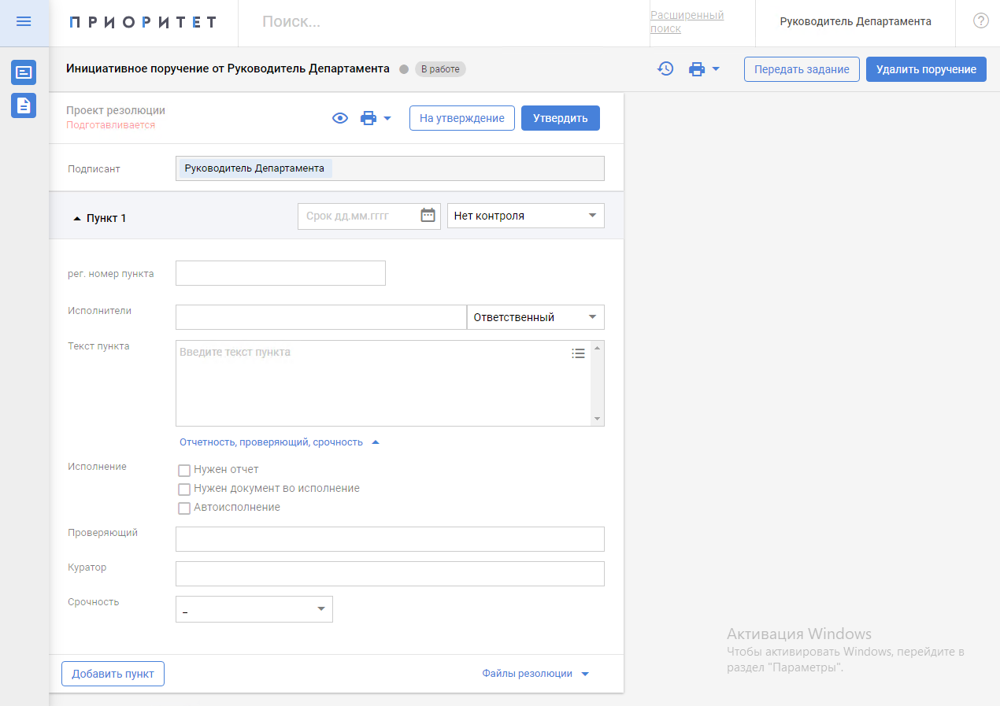 ПРИОРИТЕТ
Поиск...
Расширенный
поиск
Руководитель Департамента
?
Инициативное поручение от Руководитель Департамента
В работе
Передать задание
Удалить поручение
Проект резолюции
Подготавливается
На утверждение
Утвердить
Подписант
Руководитель Департамента
Пункт 1
Срок дд.мм.гггг
Нет контроля
рег. номер пункта
Исполнители
Ответственный
Текст пункта
Введите текст пункта
Отчетность, проверяющий, срочность
Исполнение
Нужен отчет
Нужен документ во исполнение
Автоисполнение
Проверяющий
Куратор
Срочность
–
Добавить пункт
Файлы резолюции
Активация Windows
Чтобы активировать Windows, перейдите в
раздел "Параметры".